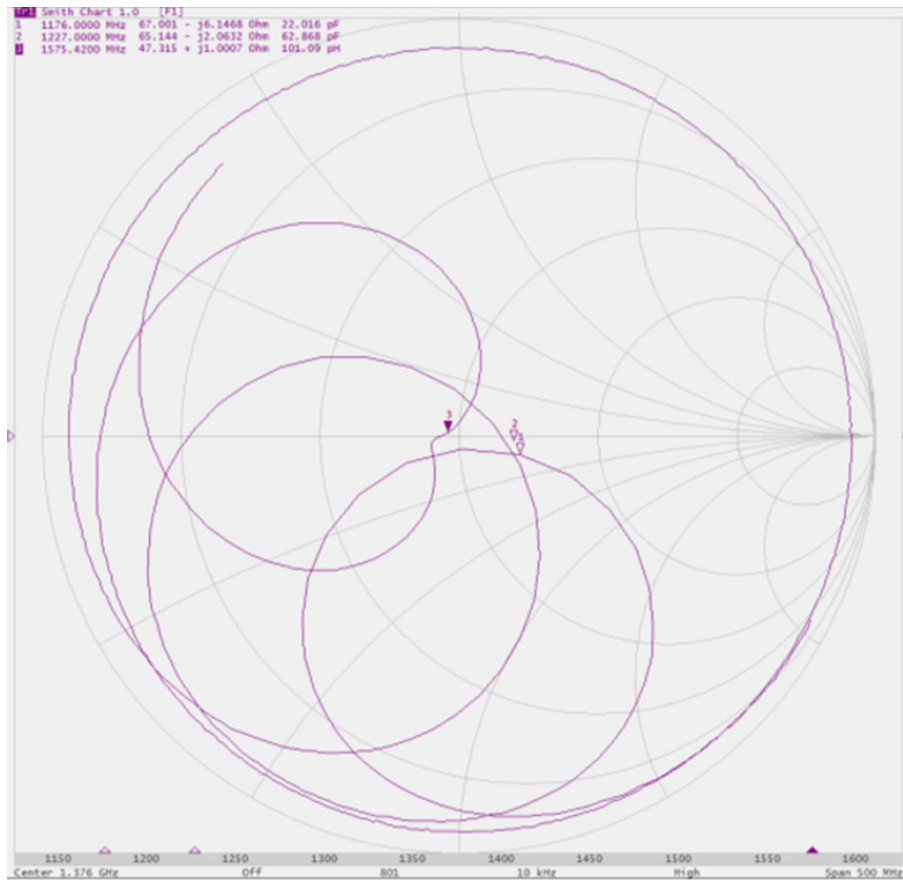 Tr1 Smith Chart 1.0 [F1]
1 1176.0000 MHz 67.001 - j6.1468 Ohm 22.016 pF
2 1227.0000 MHz 65.144 - j2.0632 Ohm 62.868 pF
3 1575.4200 MHz 47.315 + j1.0007 Ohm 101.09 pH
3
2
1
1150 1200 1250 1300 1350 1400 1450 1500 1550 1600
Center 1.376 GHz Off 801 10 kHz High Span 500 MHz